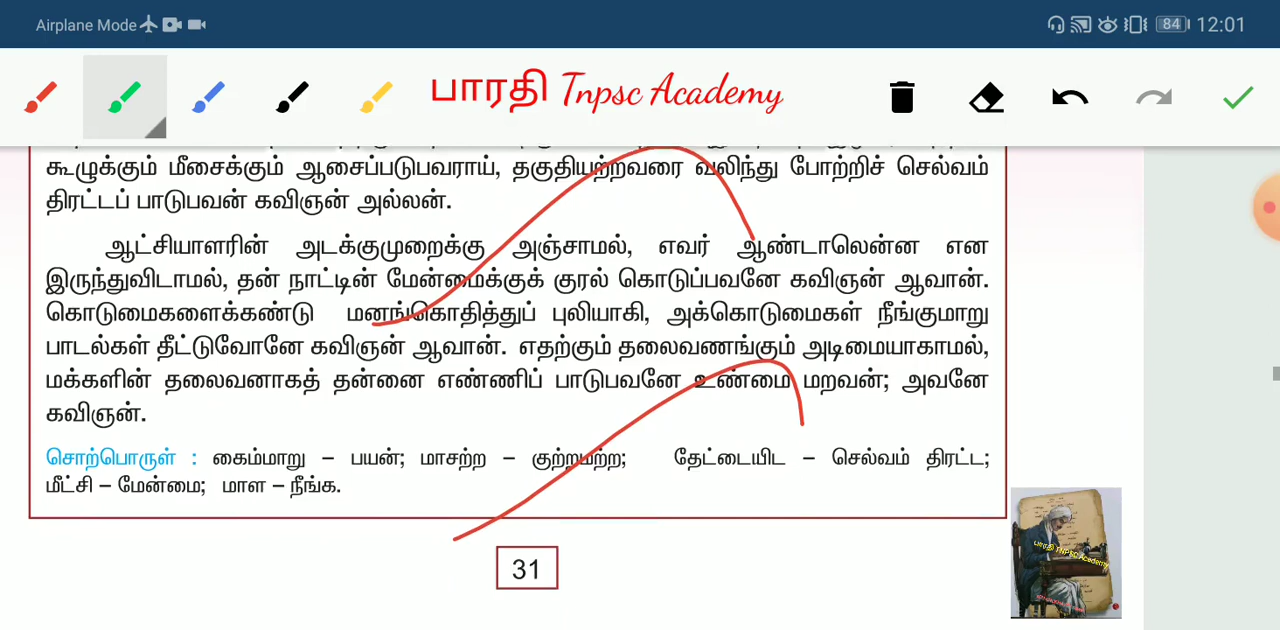 Airplane Mode 84 12:01
பாரதி Tnpsc Academy
கூழுக்கும் மீசைக்கும் ஆசைப்படுபவராய், தகுதியற்றவரை வலிந்து போற்றிச் செல்வம்
திரட்டப் பாடுபவன் கவிஞன் அல்லன்.
ஆட்சியாளரின் அடக்குமுறைக்கு அஞ்சாமல், எவர் ஆண்டாலென்ன என
இருந்துவிடாமல், தன் நாட்டின் மேன்மைக்குக் குரல் கொடுப்பவனே கவிஞன் ஆவான்.
கொடுமைகளைக்கண்டு மனங்கொதித்துப் புலியாகி, அக்கொடுமைகள் நீங்குமாறு
பாடல்கள் தீட்டுவோனே கவிஞன் ஆவான். எதற்கும் தலைவணங்கும் அடிமையாகாமல்,
மக்களின் தலைவனாகத் தன்னை எண்ணிப் பாடுபவனே உண்மை மறவன்; அவனே
கவிஞன்.
சொற்பொருள் : கைம்மாறு – பயன்; மாசற்ற – குற்றமற்ற; தேட்டையிட – செல்வம் திரட்ட;
மீட்சி – மேன்மை; மாள – நீங்க.
31
பாரதி TNPSC Academy